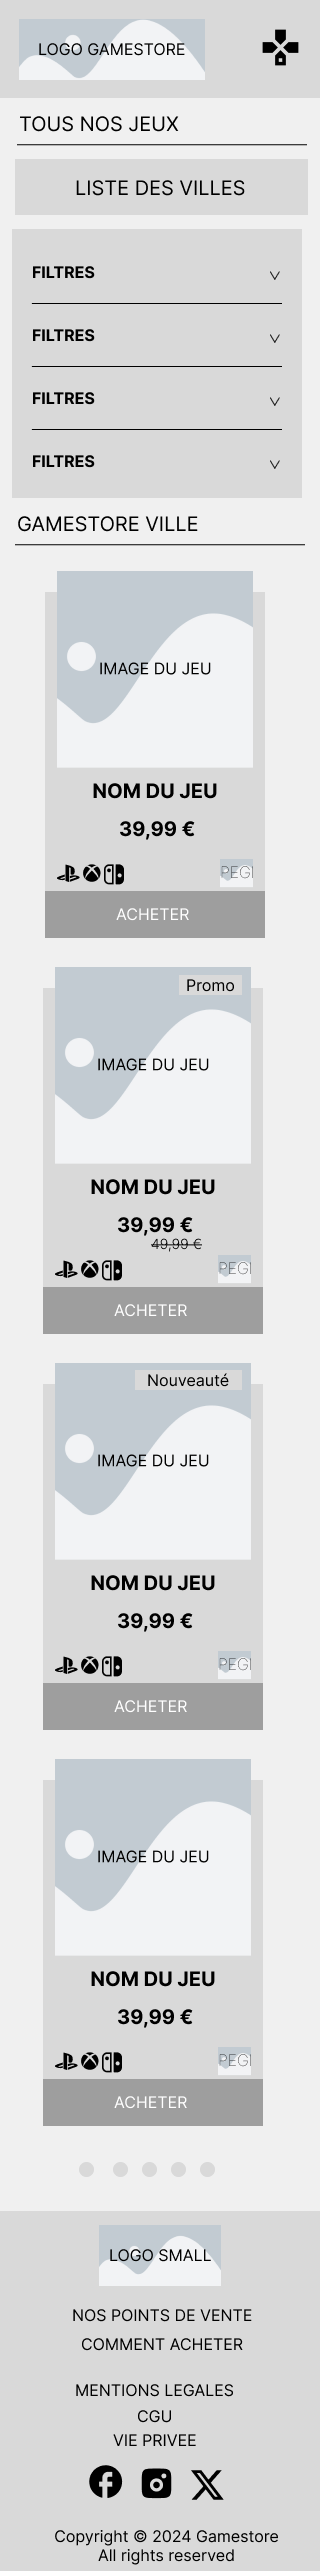 LOGO GAMESTORE
TOUS NOS JEUX
LISTE DES VILLES
FILTRES
FILTRES
FILTRES
FILTRES
GAMESTORE VILLE
IMAGE DU JEU
NOM DU JEU
39,99 €
PEGI
ACHETER
Promo
IMAGE DU JEU
NOM DU JEU
39,99 €
49,99 €
PEGI
ACHETER
Nouveauté
IMAGE DU JEU
NOM DU JEU
39,99 €
PEGI
ACHETER
IMAGE DU JEU
NOM DU JEU
39,99 €
PEGI
ACHETER
LOGO SMALL
NOS POINTS DE VENTE
COMMENT ACHETER
MENTIONS LEGALES
CGU
VIE PRIVEE
Copyright © 2024 Gamestore
All rights reserved